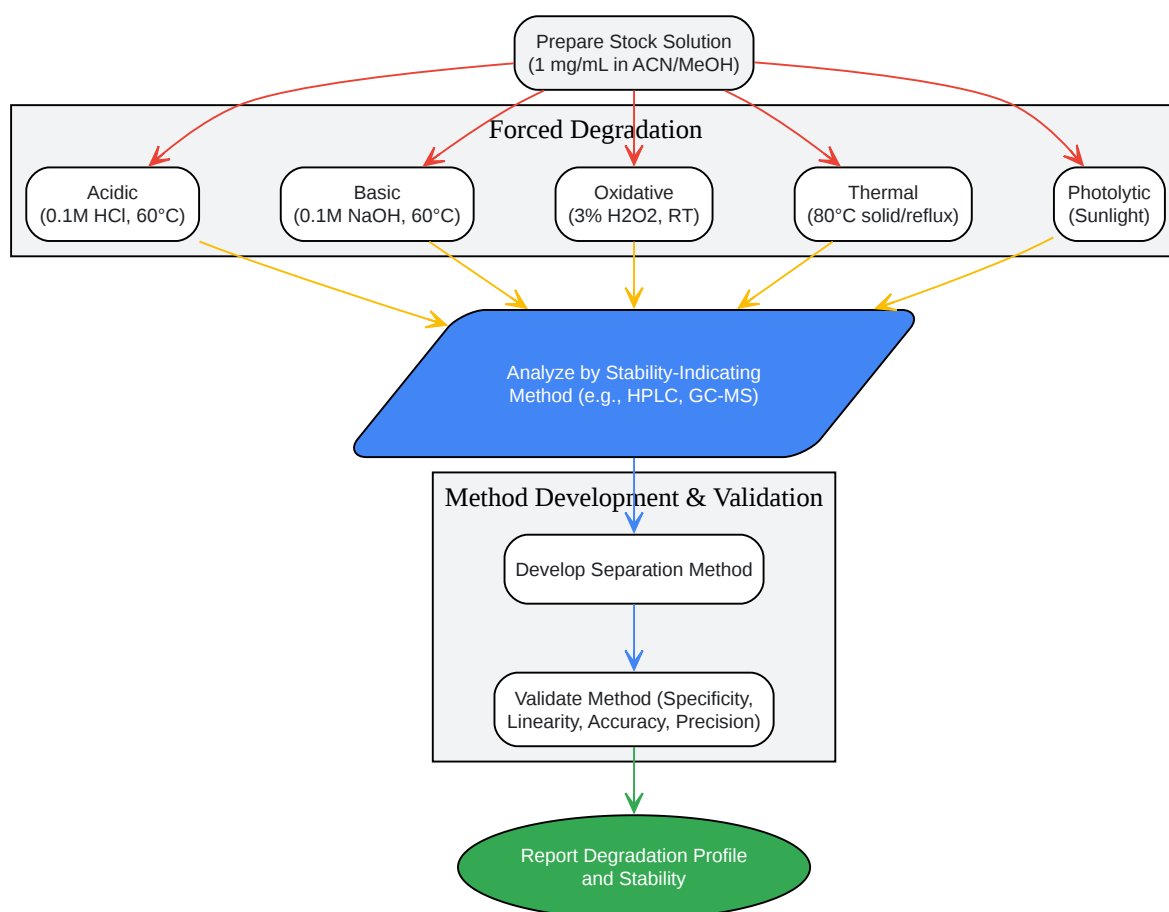 Prepare Stock Solution
(1 mg/mL in ACN/MeOH)
Forced Degradation
Acidic
(0.1M HCl, 60°C)
Basic
(0.1M NaOH, 60°C)
Oxidative
(3% H2O2, RT)
Thermal
(80°C solid/reflux)
Photolytic
(Sunlight)
Analyze by Stability-Indicating
Method (e.g., HPLC, GC-MS)
Method Development & Validation
Develop Separation Method
Validate Method (Specificity,
Linearity, Accuracy, Precision)
Report Degradation Profile
and Stability